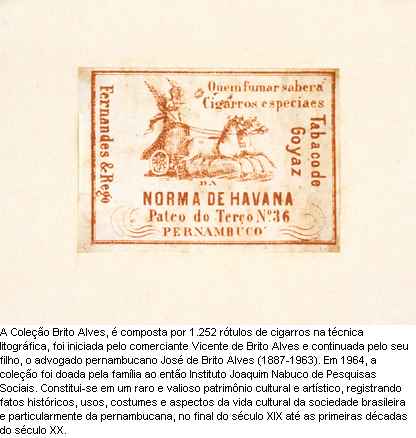 Quem fumar saberá
Cigarros especiaes
Fernandes & Rego
Tabaco de
Goyaz
DA
NORMA DE HAVANA
Pateo do Terço Nº 36
PERNAMBUCO
A Coleção Brito Alves, é composta por 1.252 rótulos de cigarros na técnica
litográfica, foi iniciada pelo comerciante Vicente de Brito Alves e continuada pelo seu
filho, o advogado pernambucano José de Brito Alves (1887-1963). Em 1964, a
coleção foi doada pela família ao então Instituto Joaquim Nabuco de Pesquisas
Sociais. Constitui-se em um raro e valioso patrimônio cultural e artístico, registrando
fatos históricos, usos, costumes e aspectos da vida cultural da sociedade brasileira
e particularmente da pernambucana, no final do século XIX até as primeiras décadas
do século XX.